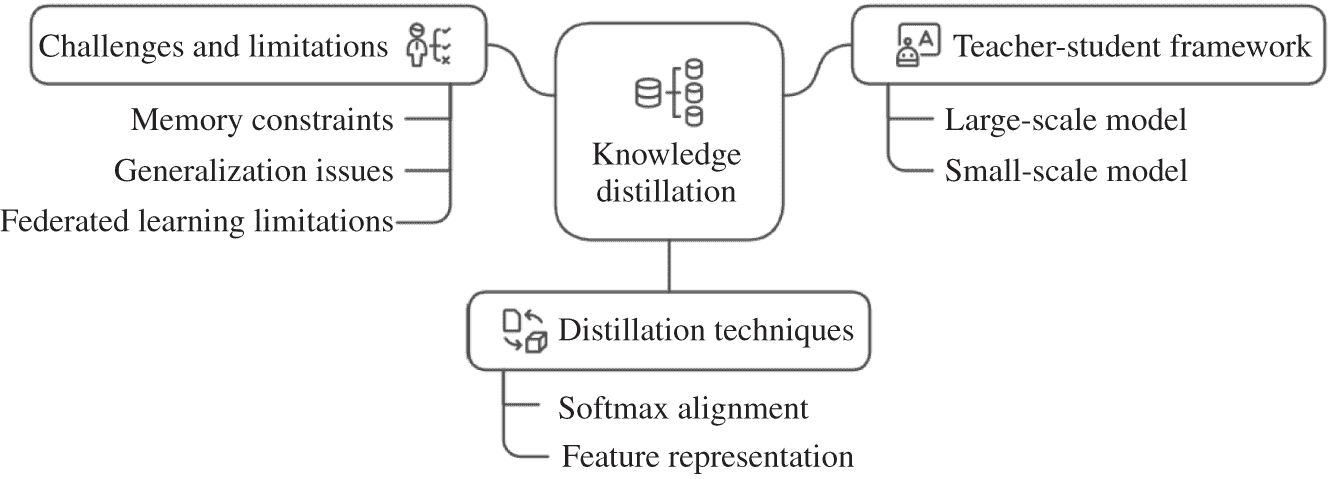 Challenges and limitations
Memory constraints
Generalization issues
Federated learning limitations
Knowledge
distillation
A
Teacher-student framework
Large-scale model
Small-scale model
Distillation techniques
Softmax alignment
Feature representation